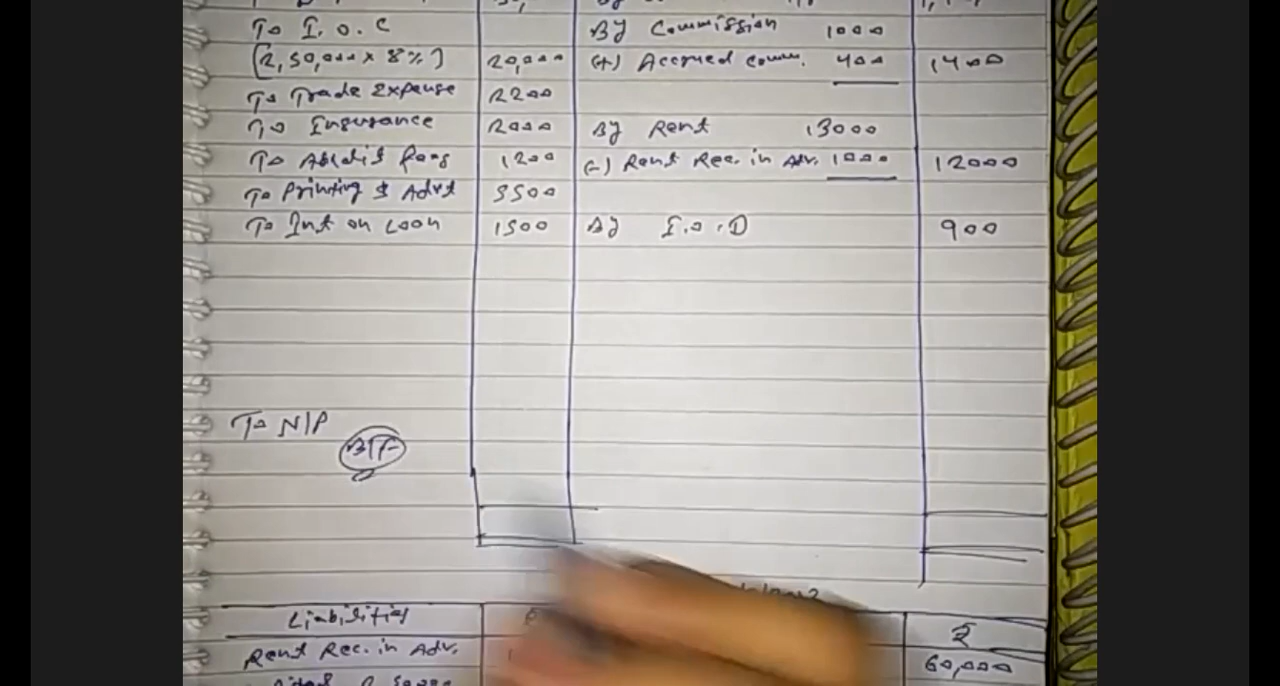 To I.O.C By Commission 1000
[2,50,000 x 8%] 20,000 (+) Accrued comm. 400 1400
To Trade Expense 2200
To Insurance 2000 By Rent 13000
To Audit fees 1200 (-) Rent Rec. in Adv. 1000 12000
To Printing & Advt 3500
To Int on Loan 1500 By I.O.D 900
To N/P
B/F
Liabilities ₹
Rent Rec. in Adv. 60,000